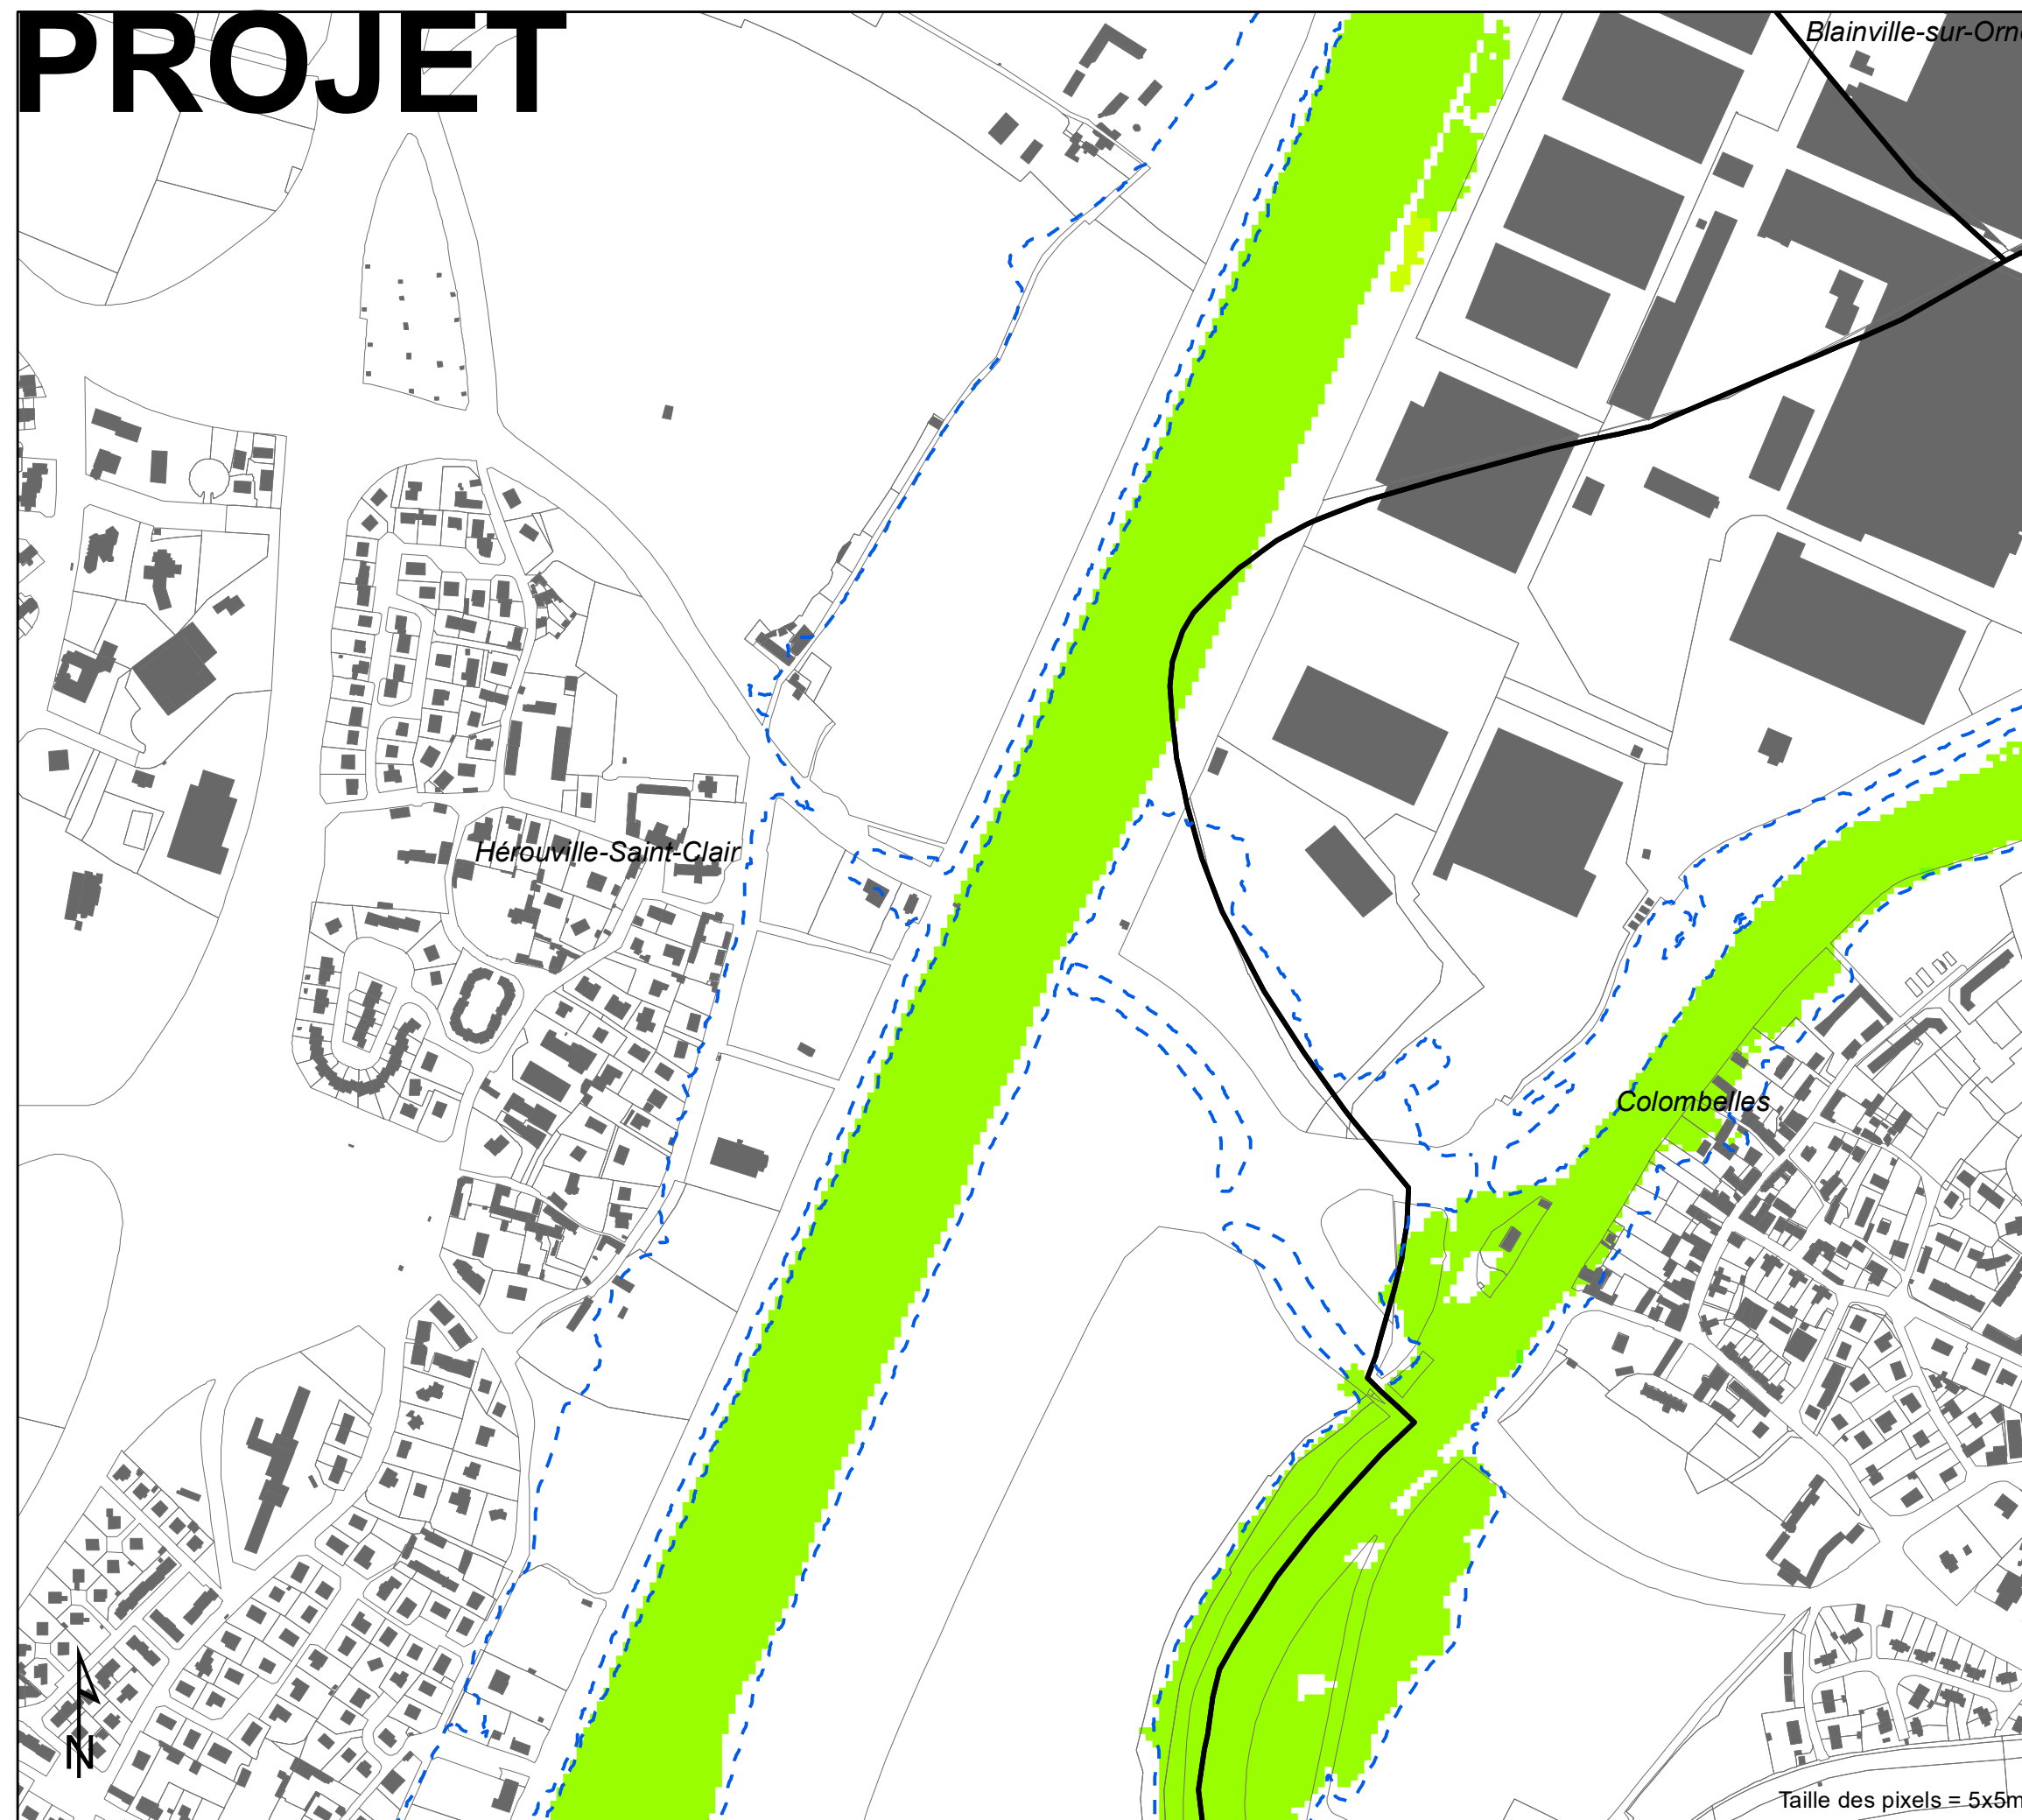 PROJET
Blainville-sur-Orne
Hérouville-Saint-Clair
Colombelles
N
Taille des pixels = 5x5m